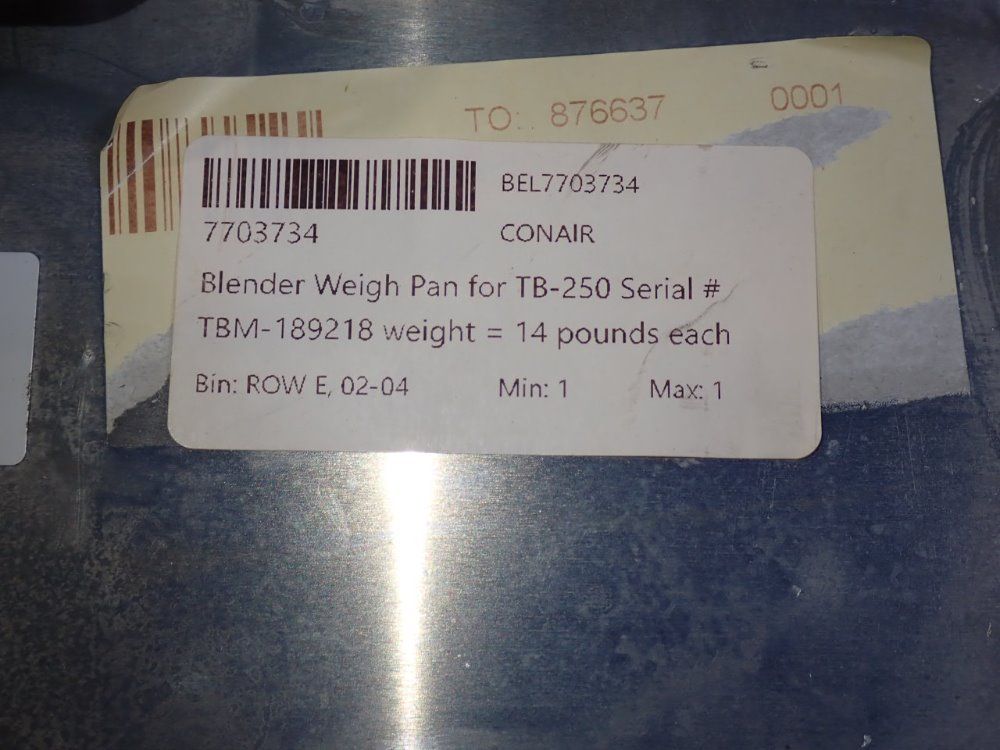 TO: 876637 0001
BEL7703734
7703734 CONAIR
Blender Weigh Pan for TB-250 Serial #
TBM-189218 weight = 14 pounds each
Bin: ROW E, 02-04 Min: 1 Max: 1